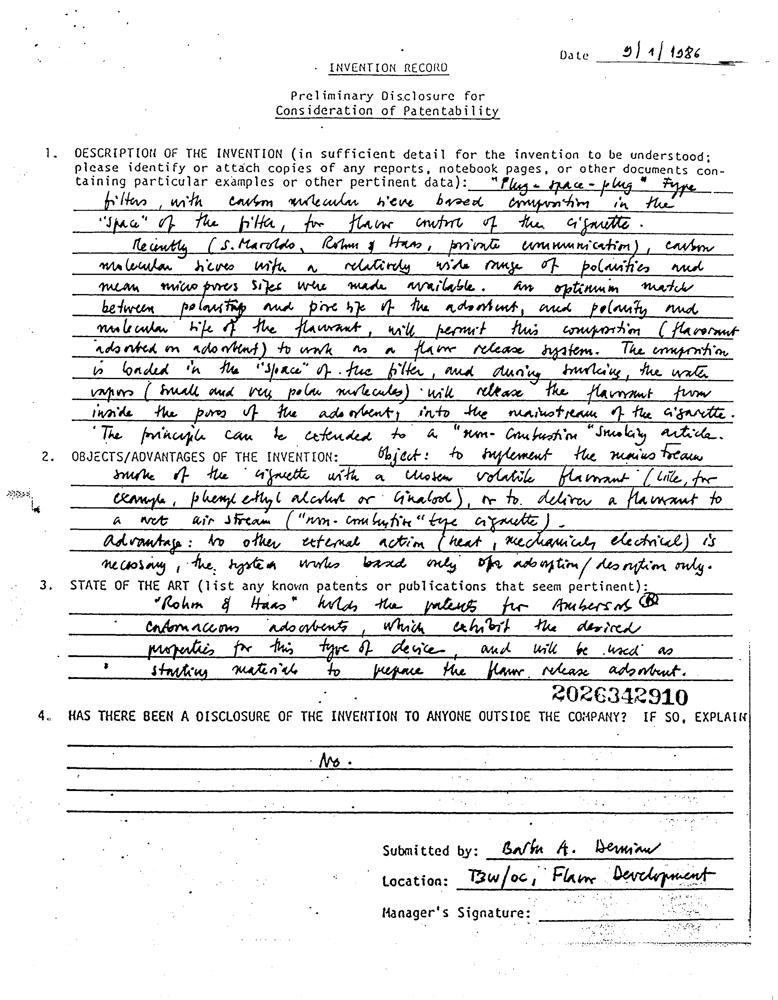 Date 9/1/1986
INVENTION RECORD
Preliminary Disclosure for
Consideration of Patentability
1. DESCRIPTION OF THE INVENTION (in sufficient detail for the invention to be understood;
please identify or attach copies of any reports, notebook pages, or other documents con-
taining particular examples or other pertinent data): "Plug - space - plug" type
filters, with carbon molecular sieve based composition in the
"space" of the filter, for flavor control of the cigarette.
Recently (S. Maroldo, Rohm & Haas, private communication), carbon
molecular sieves with a relatively wide range of polarities and
mean micropores sizes were made available. An optimum match
between polarity and pore size of the adsorbent, and polarity and
molecular size of the flavorant, will permit this composition (flavorant
adsorbed on adsorbent) to work as a flavor release system. The composition
is loaded in the "space" of the filter, and during smoking, the water
vapors (small and very polar molecules) will release the flavorant from
inside the pores of the adsorbent, into the mainstream of the cigarette.
The principle can be extended to a "non-combustion" smoking article.
2. OBJECTS/ADVANTAGES OF THE INVENTION: Object: to supplement the mainstream
smoke of the cigarette with a chosen volatile flavorant (like, for
example, phenyl ethyl alcohol or linalool), or to deliver a flavorant to
a wet air stream ("non-combustion" type cigarette).
Advantage: no other external action (heat, mechanical, electrical) is
necessary, the system works based only on adsorption/desorption only.
3. STATE OF THE ART (list any known patents or publications that seem pertinent):
"Rohm & Haas" holds the patents for Ambersorb ®
carbonaceous adsorbents, which exhibit the desired
properties for this type of device, and will be used as
starting materials to prepare the flavor release adsorbent.
2026342910
4. HAS THERE BEEN A DISCLOSURE OF THE INVENTION TO ANYONE OUTSIDE THE COMPANY? IF SO, EXPLAIN
No.
Submitted by: Barbu A. Demian
Location: T3W/OC, Flavor Development
Manager's Signature: